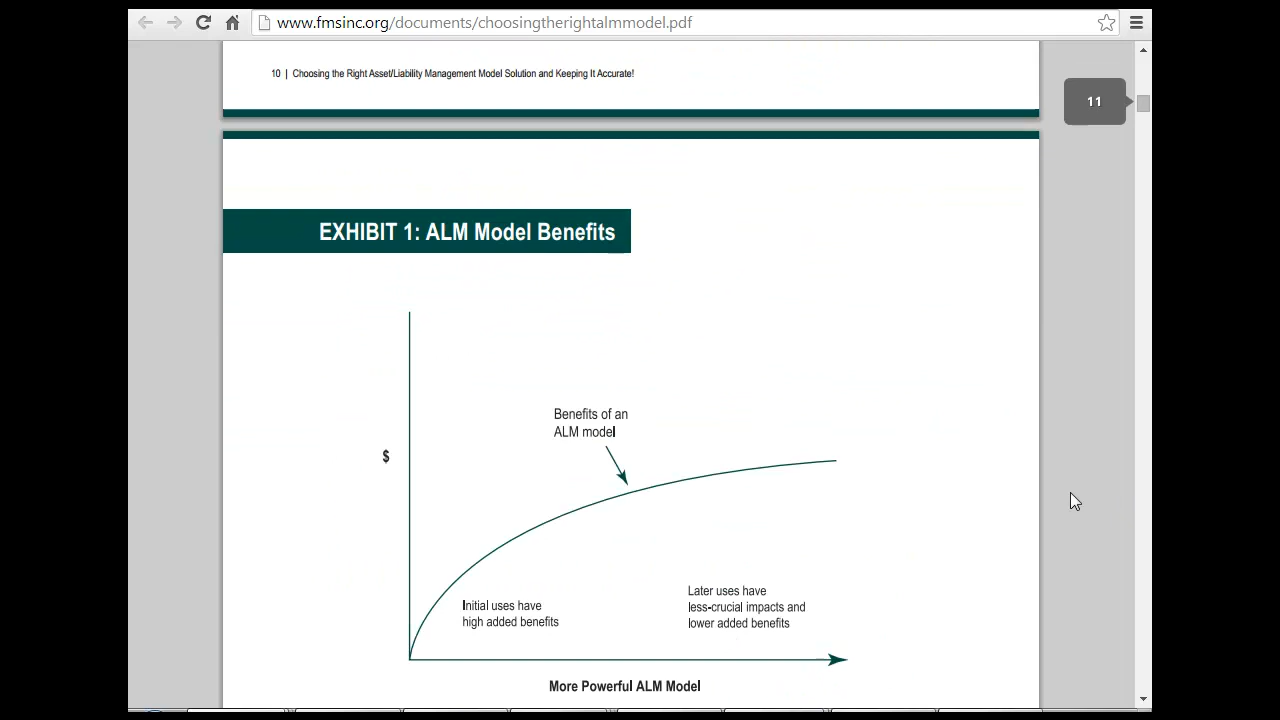 www.fmsinc.org/documents/choosingtherightalmmodel.pdf
10 | Choosing the Right Asset/Liability Management Model Solution and Keeping It Accurate!
11
EXHIBIT 1: ALM Model Benefits
Benefits of an
ALM model
$
Initial uses have
high added benefits
Later uses have
less-crucial impacts and
lower added benefits
More Powerful ALM Model